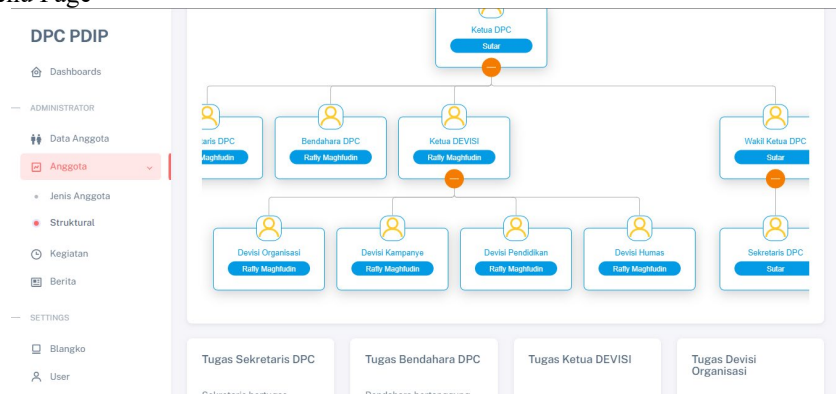 DPC PDIP
Dashboards
ADMINISTRATOR
Data Anggota
Anggota
Jenis Anggota
Struktural
Kegiatan
Berita
SETTINGS
Blangko
User
Ketua DPC
Sutar
taris DPC
Maghfudin
Bendahara DPC
Rafly Maghfudin
Ketua DEVISI
Rafly Maghfudin
Wakil Ketua DPC
Sutar
Devisi Organisasi
Rafly Maghfudin
Devisi Kampanye
Rafly Maghfudin
Devisi Pendidikan
Rafly Maghfudin
Devisi Humas
Rafly Maghfudin
Sekretaris DPC
Sutar
Tugas Sekretaris DPC
Tugas Bendahara DPC
Tugas Ketua DEVISI
Tugas Devisi
Organisasi